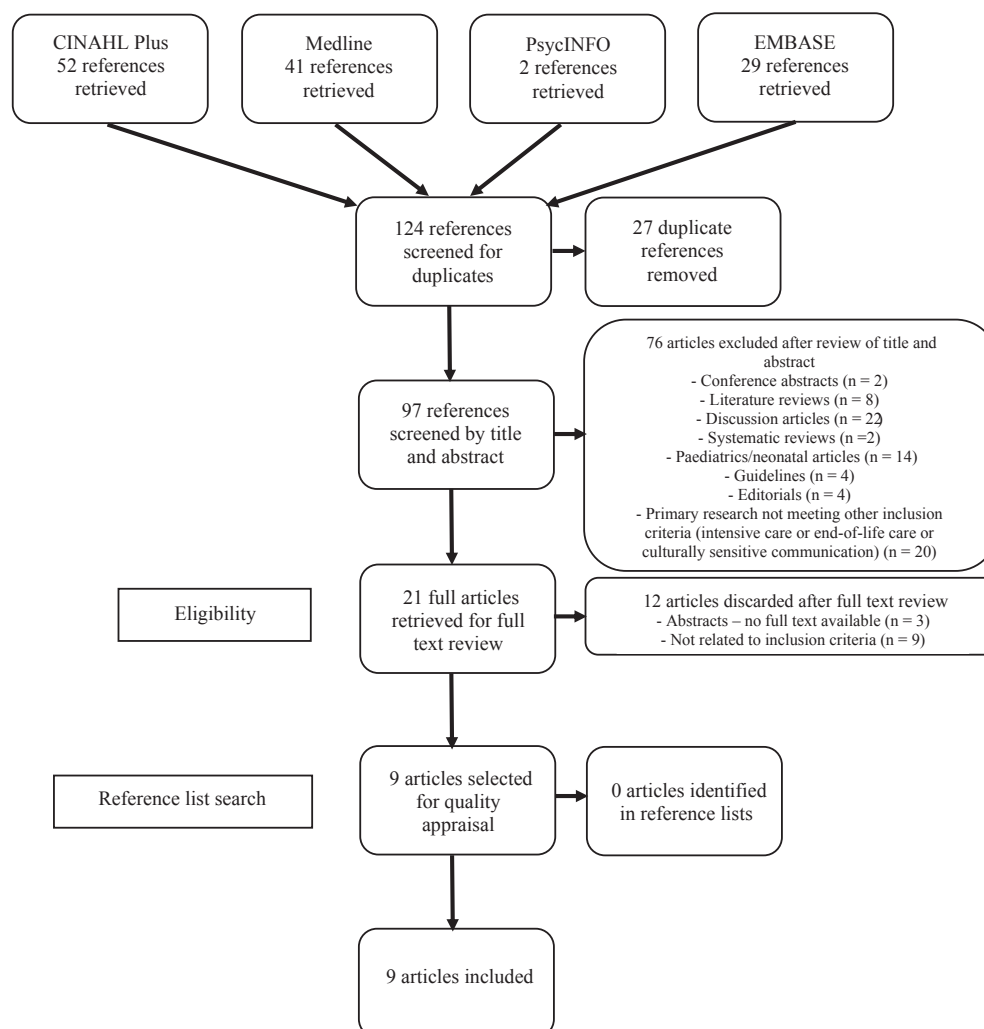 CINAHL Plus
52 references
retrieved
Medline
41 references
retrieved
PsycINFO
2 references
retrieved
EMBASE
29 references
retrieved
124 references
screened for
duplicates
27 duplicate
references
removed
97 references
screened by title
and abstract
76 articles excluded after review of title and
abstract
- Conference abstracts (n = 2)
- Literature reviews (n = 8)
- Discussion articles (n = 22)
- Systematic reviews (n =2)
- Paediatrics/neonatal articles (n = 14)
- Guidelines (n = 4)
- Editorials (n = 4)
- Primary research not meeting other inclusion
criteria (intensive care or end-of-life care or
culturally sensitive communication) (n = 20)
Eligibility
21 full articles
retrieved for full
text review
12 articles discarded after full text review
- Abstracts – no full text available (n = 3)
- Not related to inclusion criteria (n = 9)
Reference list search
9 articles selected
for quality
appraisal
0 articles identified
in reference lists
9 articles included